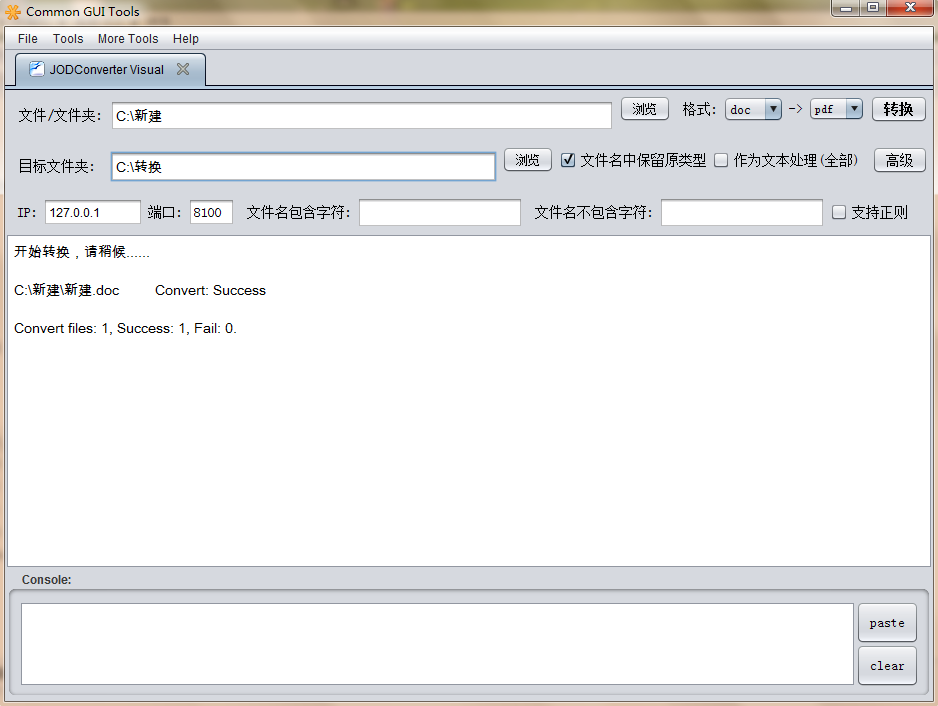 Common GUI Tools
File Tools More Tools Help
JODConverter Visual
文件/文件夹: C:\新建 浏览 格式: doc -> pdf 转换
目标文件夹: C:\转换 浏览 文件名中保留原类型 作为文本处理(全部) 高级
IP: 127.0.0.1 端口: 8100 文件名包含字符: 文件名不包含字符: 支持正则
开始转换，请稍候......
C:\新建\新建.doc Convert: Success
Convert files: 1, Success: 1, Fail: 0.
Console:
paste
clear